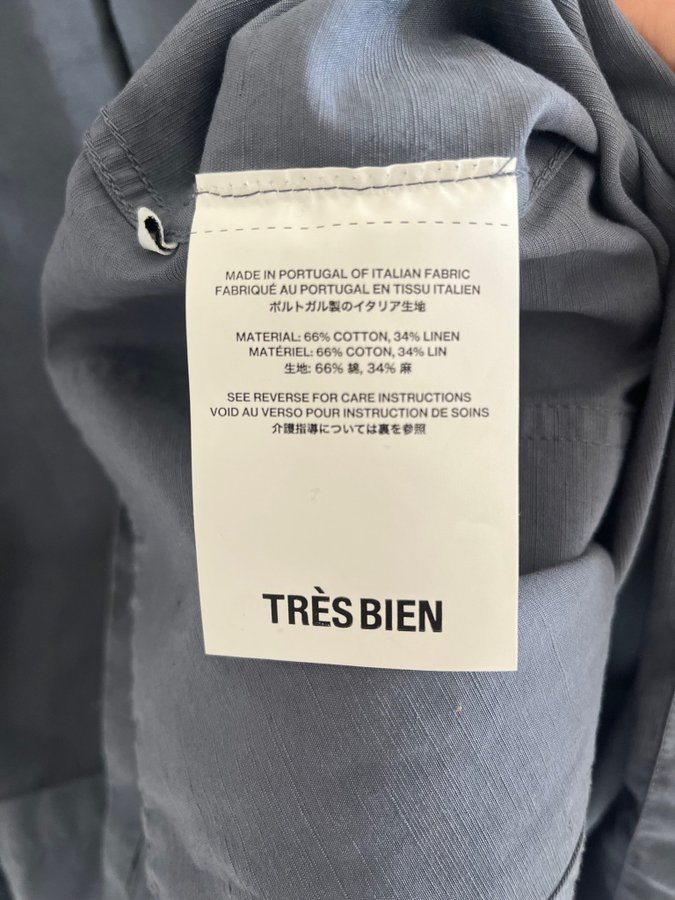 MADE IN PORTUGAL OF ITALIAN FABRIC
FABRIQUÉ AU PORTUGAL EN TISSU ITALIEN
ポルトガル製のイタリア生地
MATERIAL: 66% COTTON, 34% LINEN
MATÉRIEL: 66% COTON, 34% LIN
生地: 66% 綿, 34% 麻
SEE REVERSE FOR CARE INSTRUCTIONS
VOID AU VERSO POUR INSTRUCTION DE SOINS
介護指導については裏を参照
TRÈS BIEN